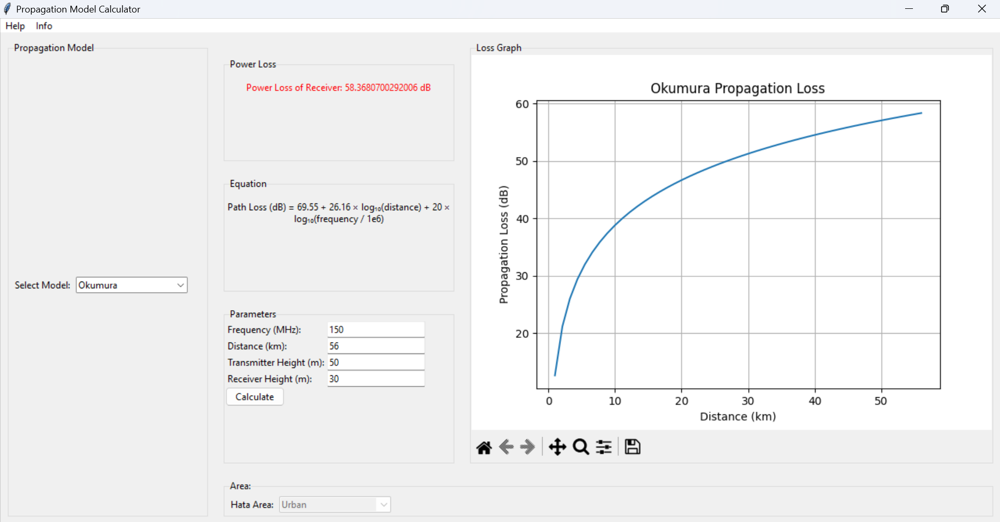 Propagation Model Calculator
Help Info
Propagation Model
Select Model: Okumura
Power Loss
Power Loss of Receiver: 58.3680700292006 dB
Equation
Path Loss (dB) = 69.55 + 26.16 × log₁₀(distance) + 20 ×
log₁₀(frequency / 1e6)
Parameters
Frequency (MHz): 150
Distance (km): 56
Transmitter Height (m): 50
Receiver Height (m): 30
Calculate
Loss Graph
Okumura Propagation Loss
Propagation Loss (dB)
60
50
40
30
20
0 10 20 30 40 50
Distance (km)
Area:
Hata Area: Urban